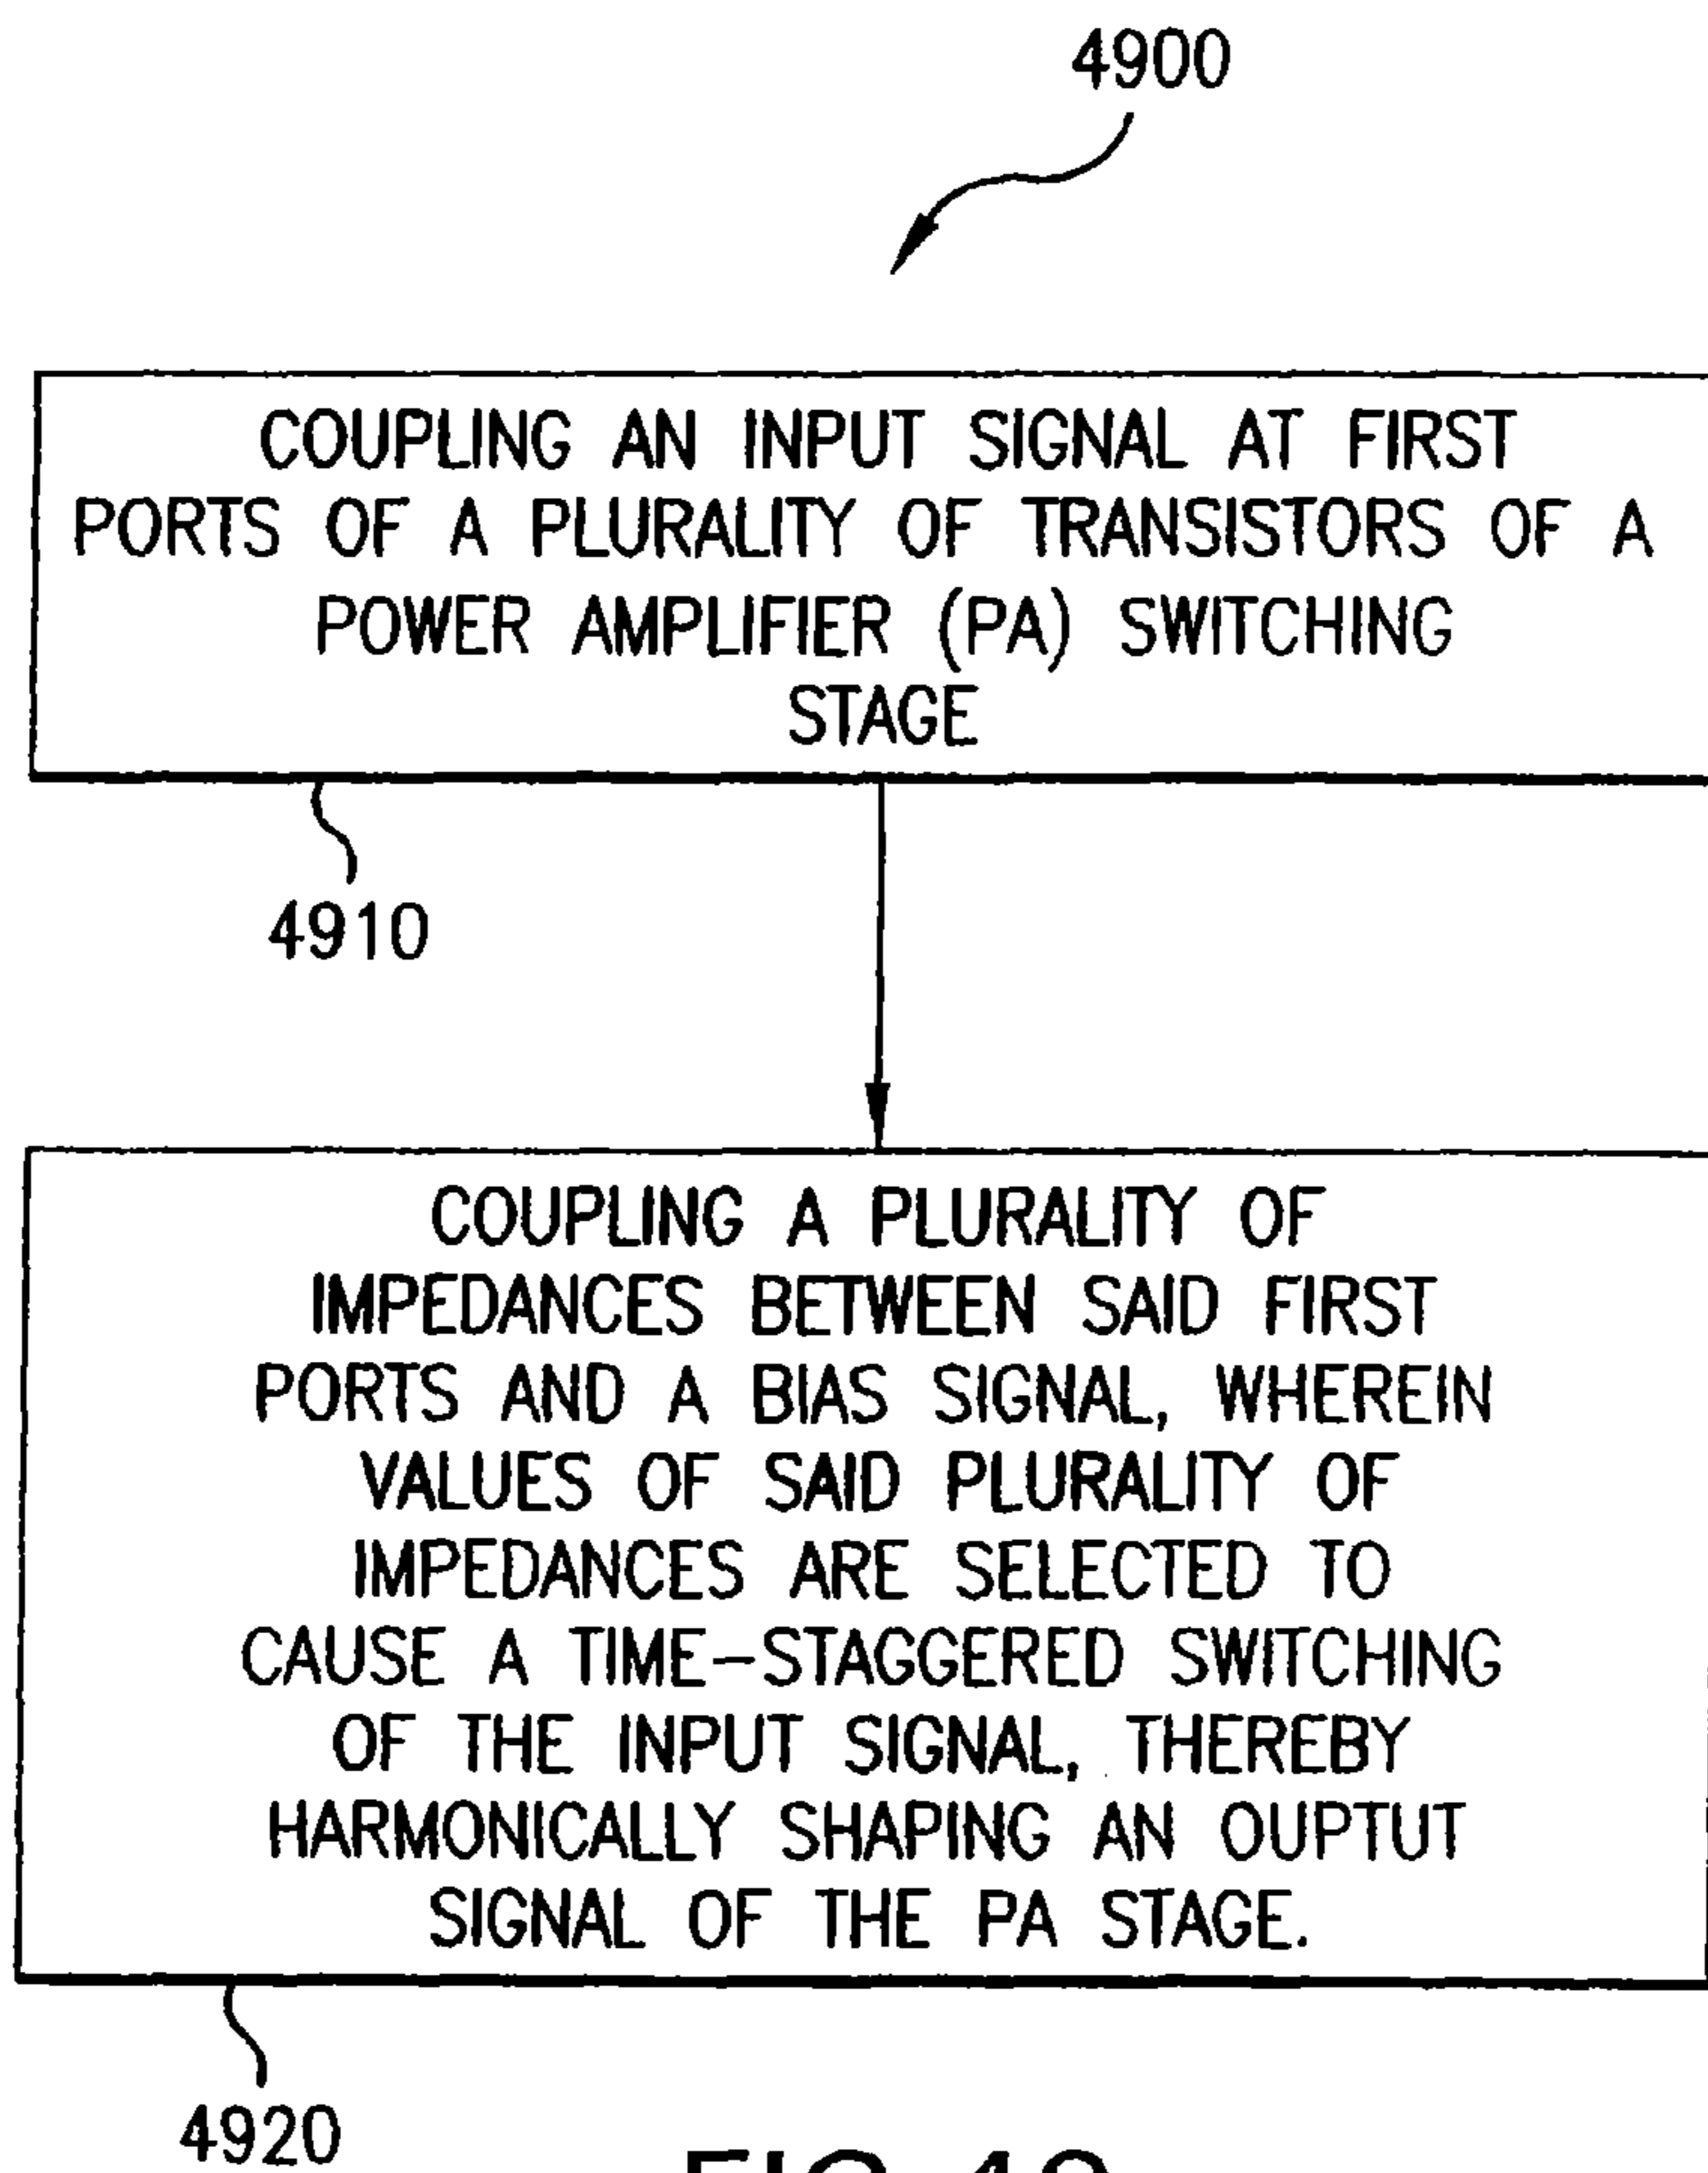 4900
COUPLING AN INPUT SIGNAL AT FIRST
PORTS OF A PLURALITY OF TRANSISTORS OF A
POWER AMPLIFIER (PA) SWITCHING
STAGE
4910
COUPLING A PLURALITY OF
IMPEDANCES BETWEEN SAID FIRST
PORTS AND A BIAS SIGNAL, WHEREIN
VALUES OF SAID PLURALITY OF
IMPEDANCES ARE SELECTED TO
CAUSE A TIME–STAGGERED SWITCHING
OF THE INPUT SIGNAL, THEREBY
HARMONICALLY SHAPING AN OUPTUT
SIGNAL OF THE PA STAGE.
4920